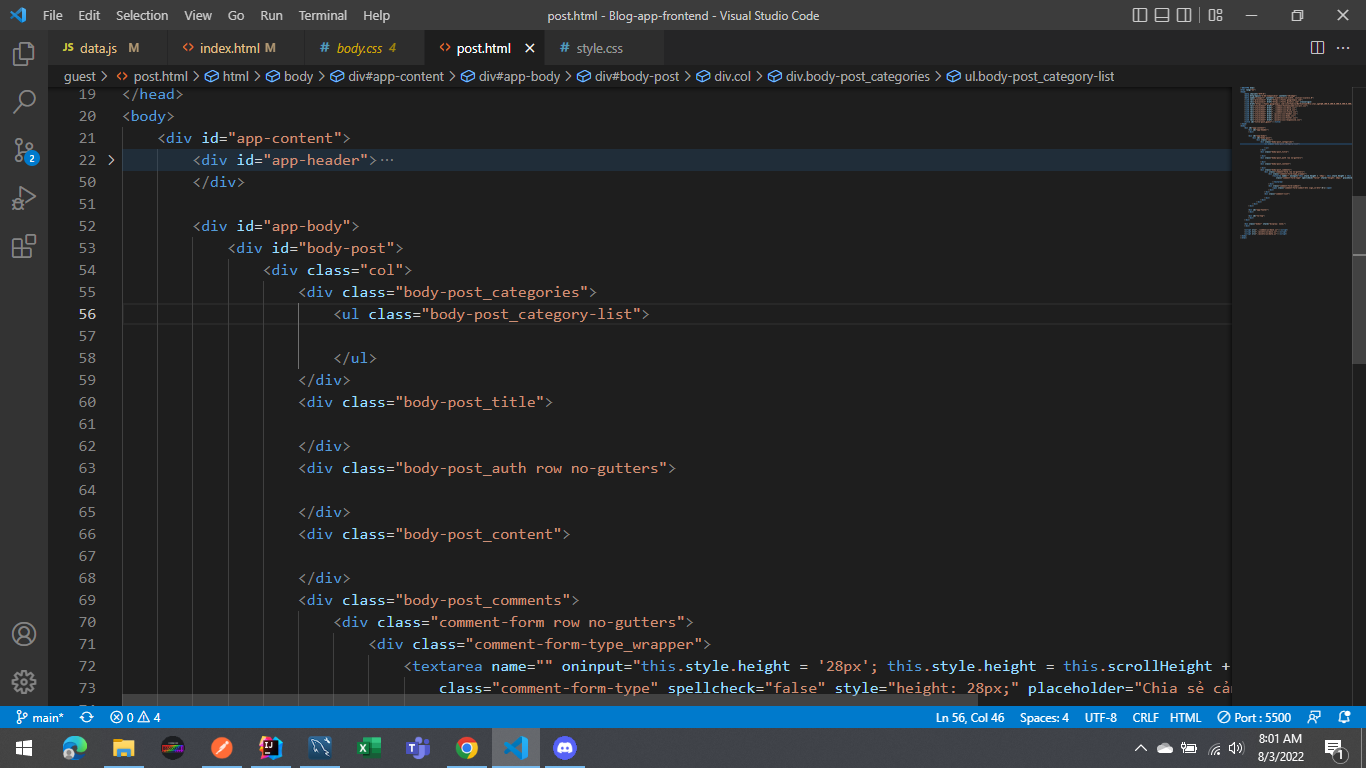 File Edit Selection View Go Run Terminal Help post.html - Blog-app-frontend - Visual Studio Code
JS data.js M <> index.html M # body.css 4 <> post.html # style.css
guest > <> post.html > html > body > div#app-content > div#app-body > div#body-post > div.col > div.body-post_categories > ul.body-post_category-list
19 </head>
20 <body>
21 <div id="app-content">
22 <div id="app-header"> ···
50 </div>
51
52 <div id="app-body">
53 <div id="body-post">
54 <div class="col">
55 <div class="body-post_categories">
56 <ul class="body-post_category-list">
57
58 </ul>
59 </div>
60 <div class="body-post_title">
61
62 </div>
63 <div class="body-post_auth row no-gutters">
64
65 </div>
66 <div class="body-post_content">
67
68 </div>
69 <div class="body-post_comments">
70 <div class="comment-form row no-gutters">
71 <div class="comment-form-type_wrapper">
72 <textarea name="" oninput="this.style.height = '28px'; this.style.height = this.scrollHeight +
73 class="comment-form-type" spellcheck="false" style="height: 28px;" placeholder="Chia sẻ cả
2
main* 0 4 Ln 56, Col 46 Spaces: 4 UTF-8 CRLF HTML Port : 5500
8:01 AM
8/3/2022
1